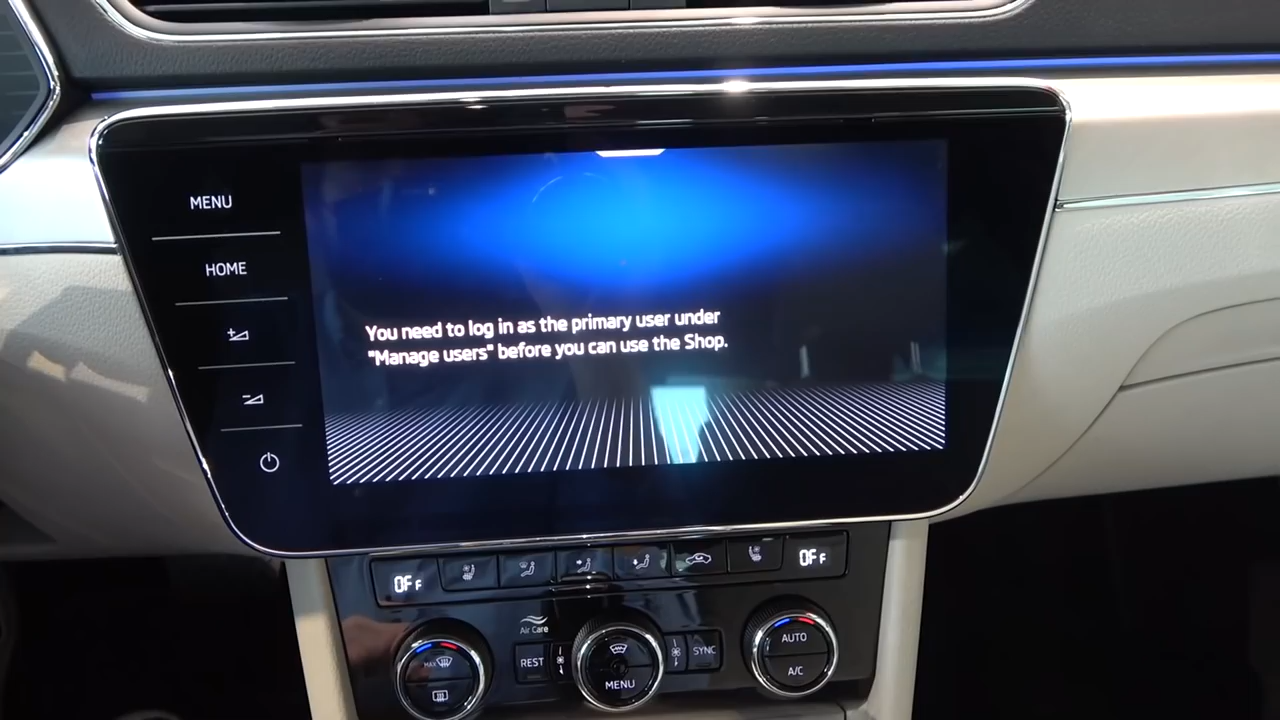 MENU
HOME
You need to log in as the primary user under
"Manage users" before you can use the Shop.
OFF
OFF
Air Care
MAX
REST
MENU
SYNC
AUTO
A/C